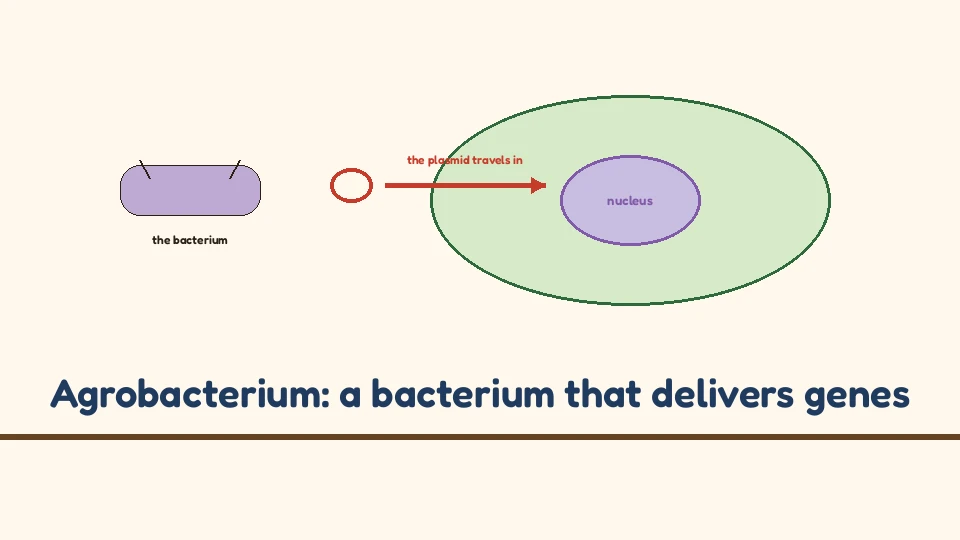 the plasmid travels in
nucleus
the bacterium
Agrobacterium: a bacterium that delivers genes